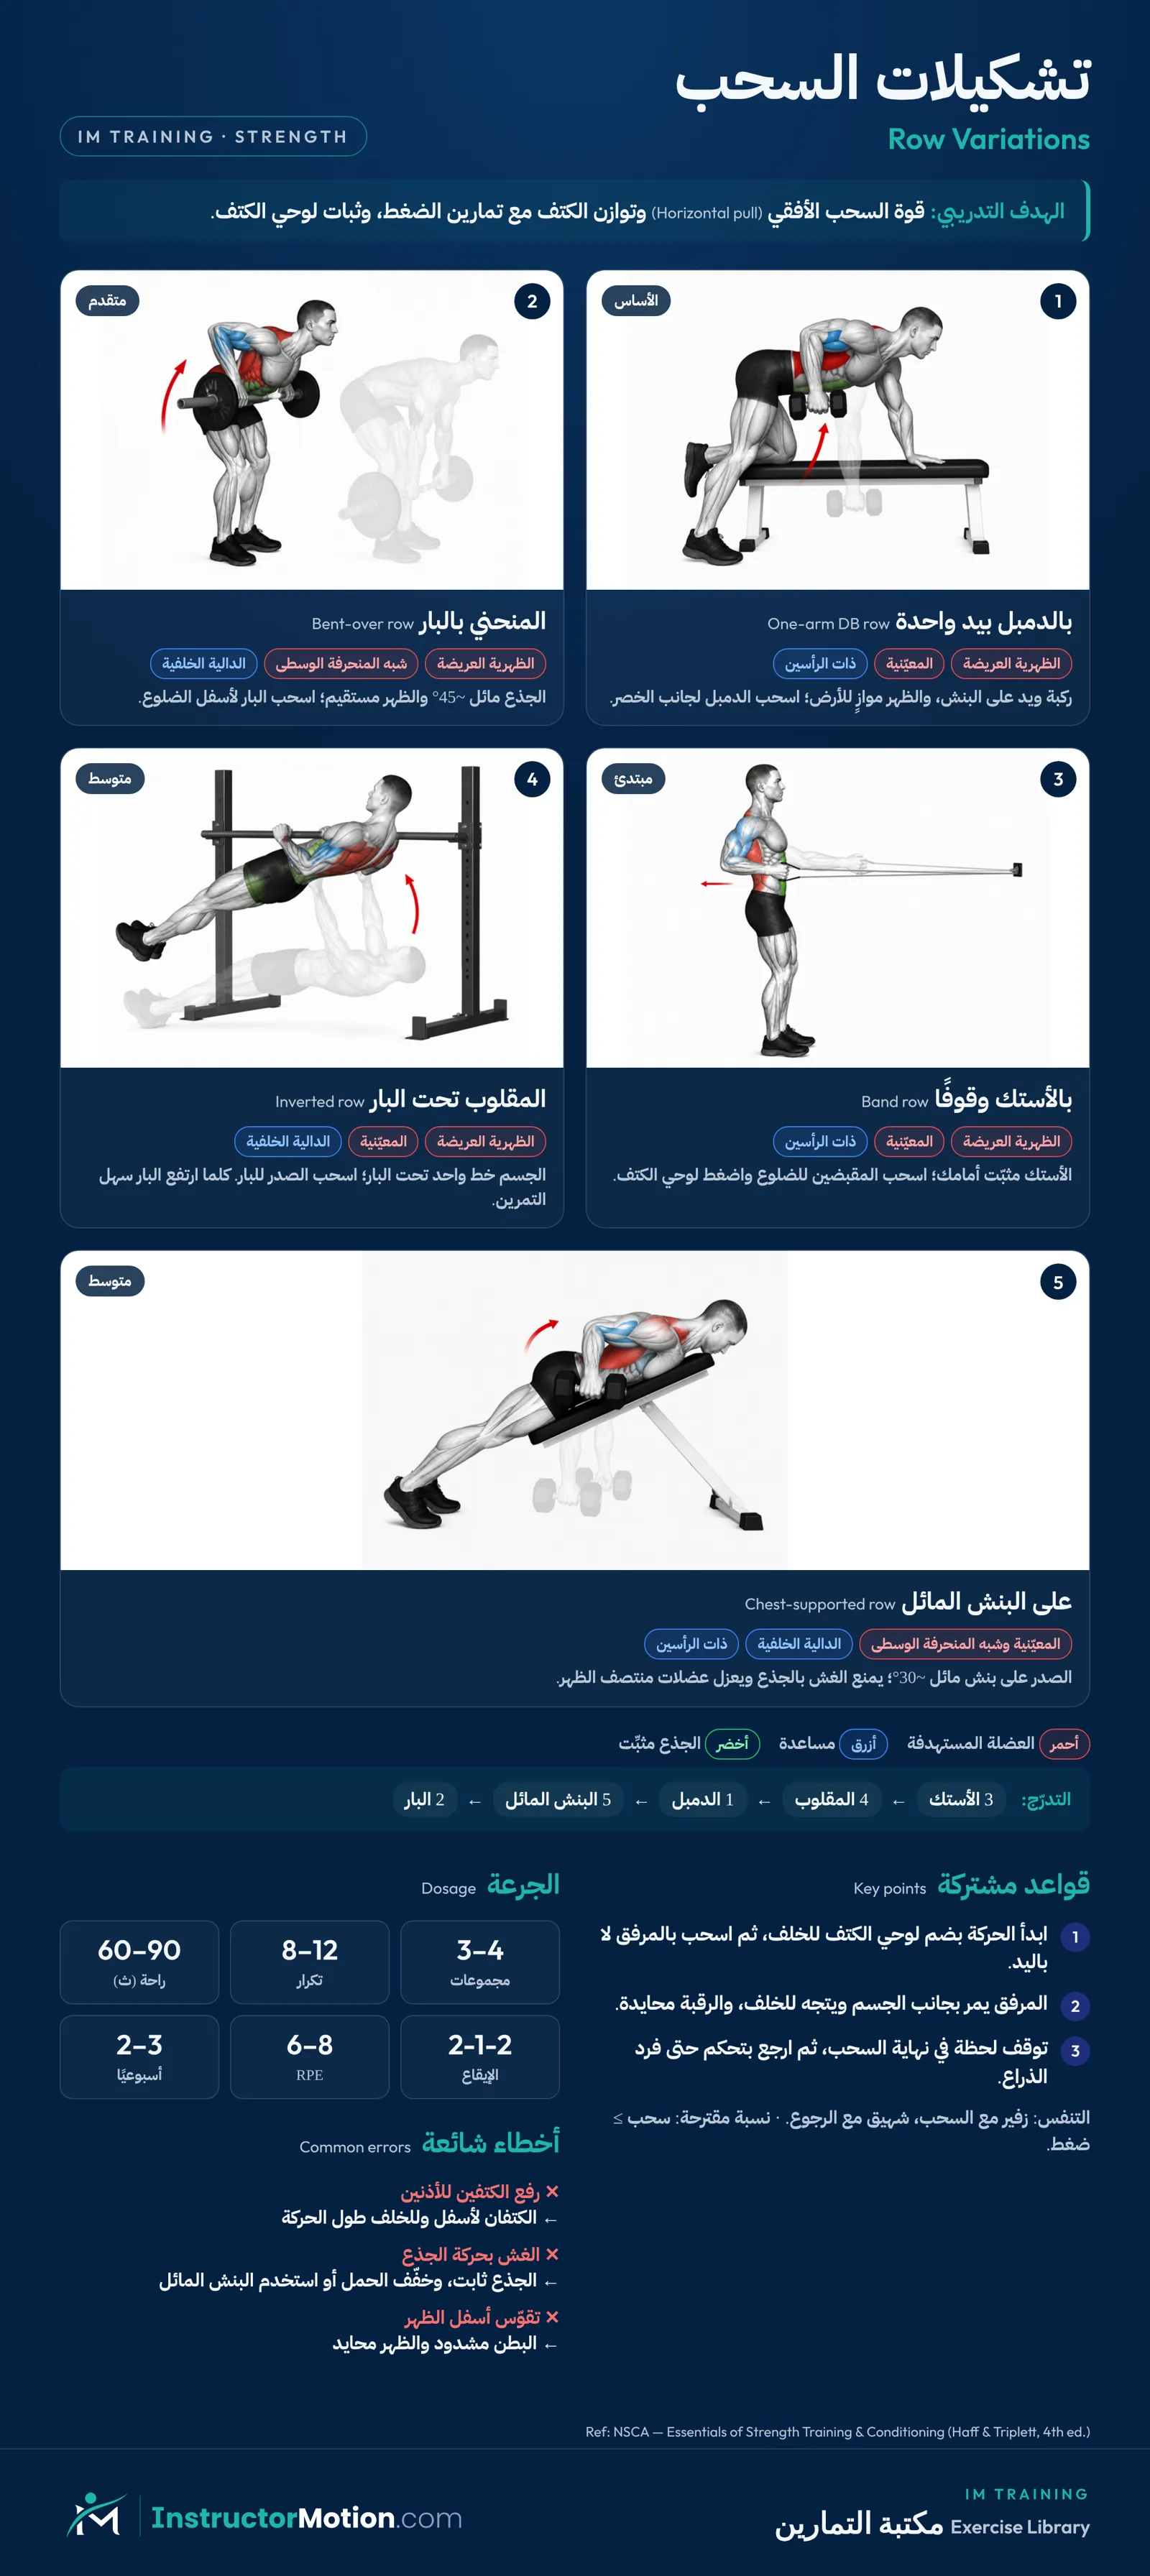 تشكيلات السحب
Row Variations
IM TRAINING · STRENGTH
الهدف التدريبي: قوة السحب الأفقي (Horizontal pull) وتوازن الكتف مع تمارين الضغط، وثبات لوحي الكتف.
1
الأساس
بالدمبل بيد واحدة One-arm DB row
الظهرية العريضة المعيّنية ذات الرأسين
ركبة ويد على البنش، والظهر موازٍ للأرض؛ اسحب الدمبل لجانب الخصر.
2
متقدم
المنحني بالبار Bent-over row
الظهرية العريضة شبه المنحرفة الوسطى الدالية الخلفية
الجذع مائل ~45° والظهر مستقيم؛ اسحب البار لأسفل الضلوع.
3
مبتدئ
بالأستك وقوفًا Band row
الظهرية العريضة المعيّنية ذات الرأسين
الأستك مثبّت أمامك؛ اسحب المقبضين للضلوع واضغط لوحي الكتف.
4
متوسط
المقلوب تحت البار Inverted row
الظهرية العريضة المعيّنية الدالية الخلفية
الجسم خط واحد تحت البار؛ اسحب الصدر للبار. كلما ارتفع البار سهل
التمرين.
5
متوسط
على البنش المائل Chest-supported row
المعيّنية وشبه المنحرفة الوسطى الدالية الخلفية ذات الرأسين
الصدر على بنش مائل ~30°؛ يمنع الغش بالجذع ويعزل عضلات منتصف الظهر.
أحمر العضلة المستهدفة أزرق مساعدة أخضر الجذع مثبِّت
التدرّج: 3 الأستك ← 4 المقلوب ← 1 الدمبل ← 5 البنش المائل ← 2 البار
قواعد مشتركة Key points
1 ابدأ الحركة بضم لوحي الكتف للخلف، ثم اسحب بالمرفق لا
باليد.
2 المرفق يمر بجانب الجسم ويتجه للخلف، والرقبة محايدة.
3 توقف لحظة في نهاية السحب، ثم ارجع بتحكم حتى فرد
الذراع.
التنفس: زفير مع السحب، شهيق مع الرجوع. · نسبة مقترحة: سحب ≥
ضغط.
الجرعة Dosage
3–4
مجموعات
8–12
تكرار
60–90
راحة (ث)
2-1-2
الإيقاع
6–8
RPE
2–3
أسبوعيًا
أخطاء شائعة Common errors
✕ رفع الكتفين للأذنين
← الكتفان لأسفل وللخلف طول الحركة
✕ الغش بحركة الجذع
← الجذع ثابت، وخفّف الحمل أو استخدم البنش المائل
✕ تقوّس أسفل الظهر
← البطن مشدود والظهر محايد
Ref: NSCA — Essentials of Strength Training & Conditioning (Haff & Triplett, 4th ed.)
IM TRAINING
مكتبة التمارين Exercise Library
InstructorMotion.com